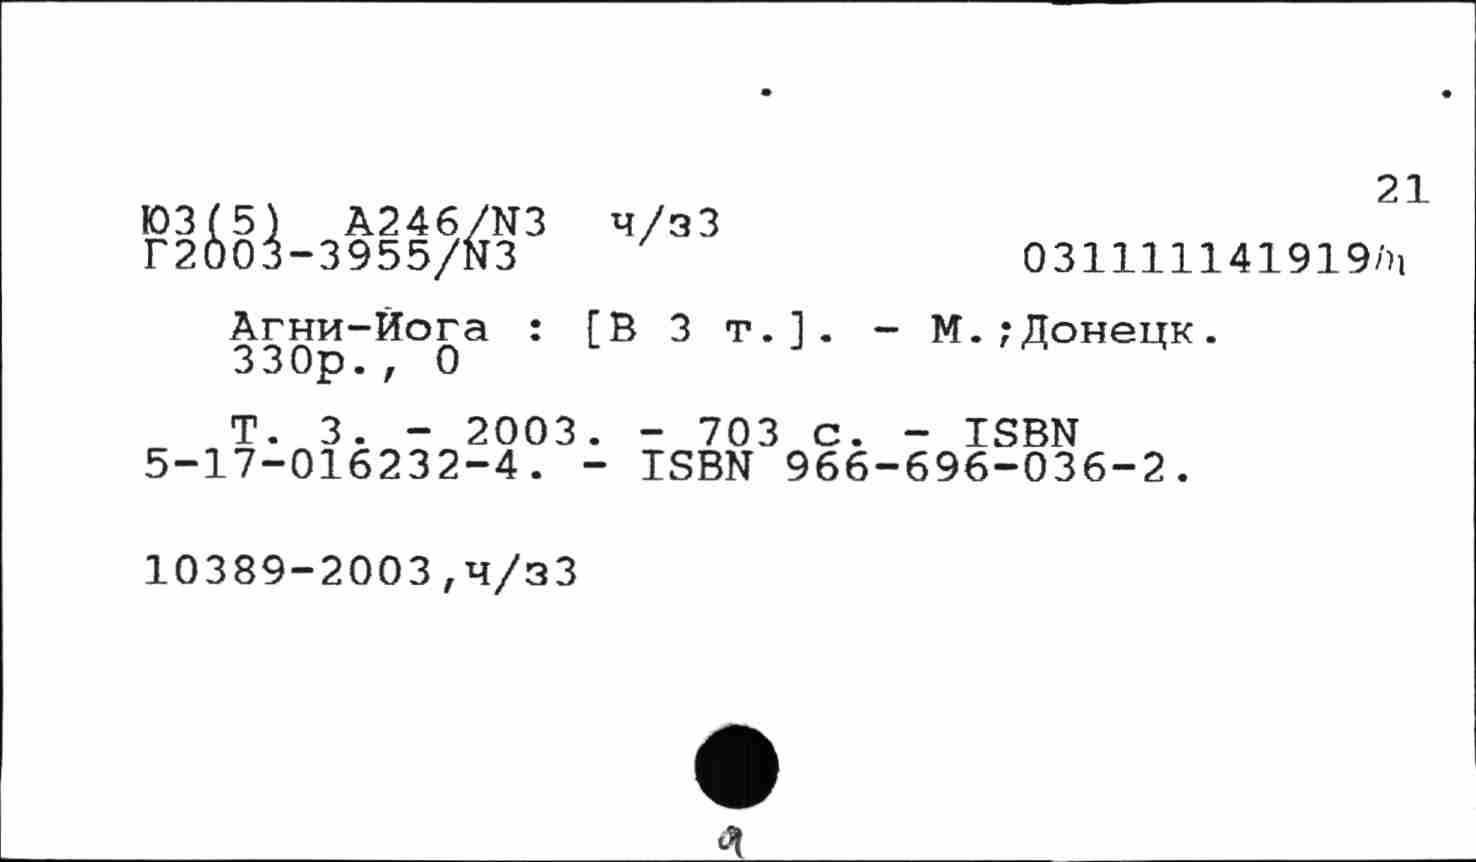 21
Ю3(5) А246/N3 ч/з3
Г2003-3955/N3 031111141919
Агни-Йога : [В 3 т.]. - М.;Донецк.
330р., 0
Т. 3. - 2003. - 703 с. - ISBN
5-17-016232-4. - ISBN 966-696-036-2.
10389-2003,ч/з3